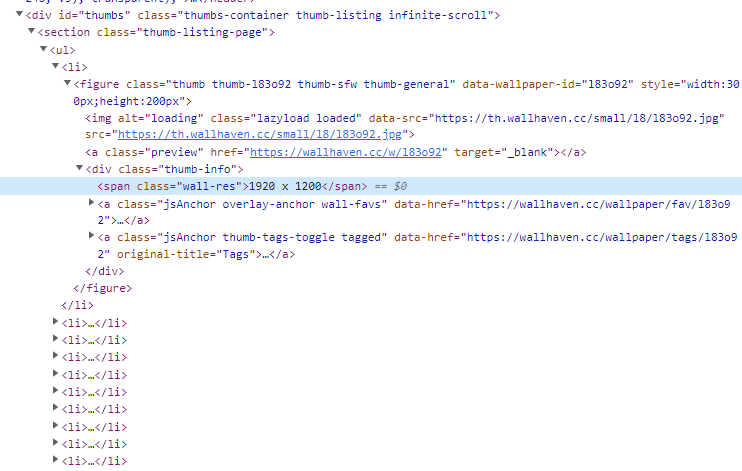 <div id="thumbs" class="thumbs-container thumb-listing infinite-scroll">
<section class="thumb-listing-page">
<ul>
<li>
<figure class="thumb thumb-l83o92 thumb-sfw thumb-general" data-wallpaper-id="l83o92" style="width:30
0px;height:200px">
<img alt="loading" class="lazyload loaded" data-src="https://th.wallhaven.cc/small/l8/l83o92.jpg"
src="https://th.wallhaven.cc/small/l8/l83o92.jpg">
<a class="preview" href="https://wallhaven.cc/w/l83o92" target="_blank"></a>
<div class="thumb-info">
<span class="wall-res">1920 x 1200</span> == $0
<a class="jsAnchor overlay-anchor wall-favs" data-href="https://wallhaven.cc/wallpaper/fav/l83o9
2">…</a>
<a class="jsAnchor thumb-tags-toggle tagged" data-href="https://wallhaven.cc/wallpaper/tags/l83o9
2" original-title="Tags">…</a>
</div>
</figure>
</li>
<li>…</li>
<li>…</li>
<li>…</li>
<li>…</li>
<li>…</li>
<li>…</li>
<li>…</li>
<li>…</li>
<li>…</li>